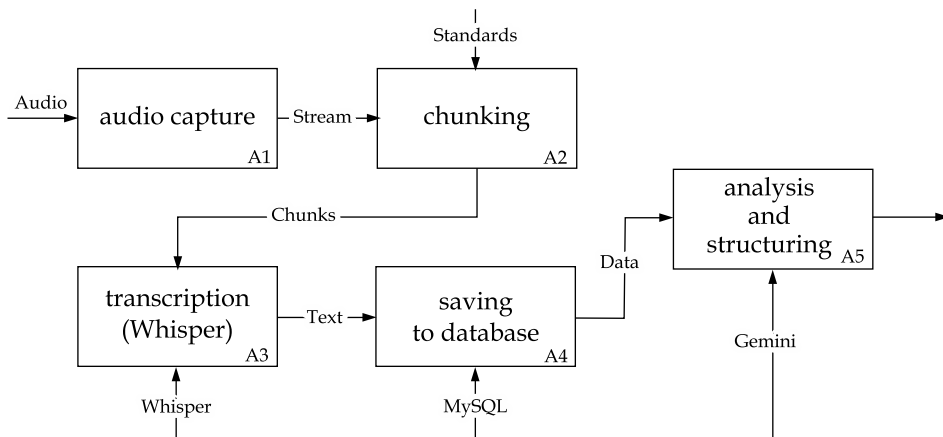 Standards
Audio
audio capture
A1
Stream
chunking
A2
Chunks
transcription
(Whisper)
A3
Text
saving
to database
A4
Data
analysis
and
structuring
A5
Whisper
MySQL
Gemini